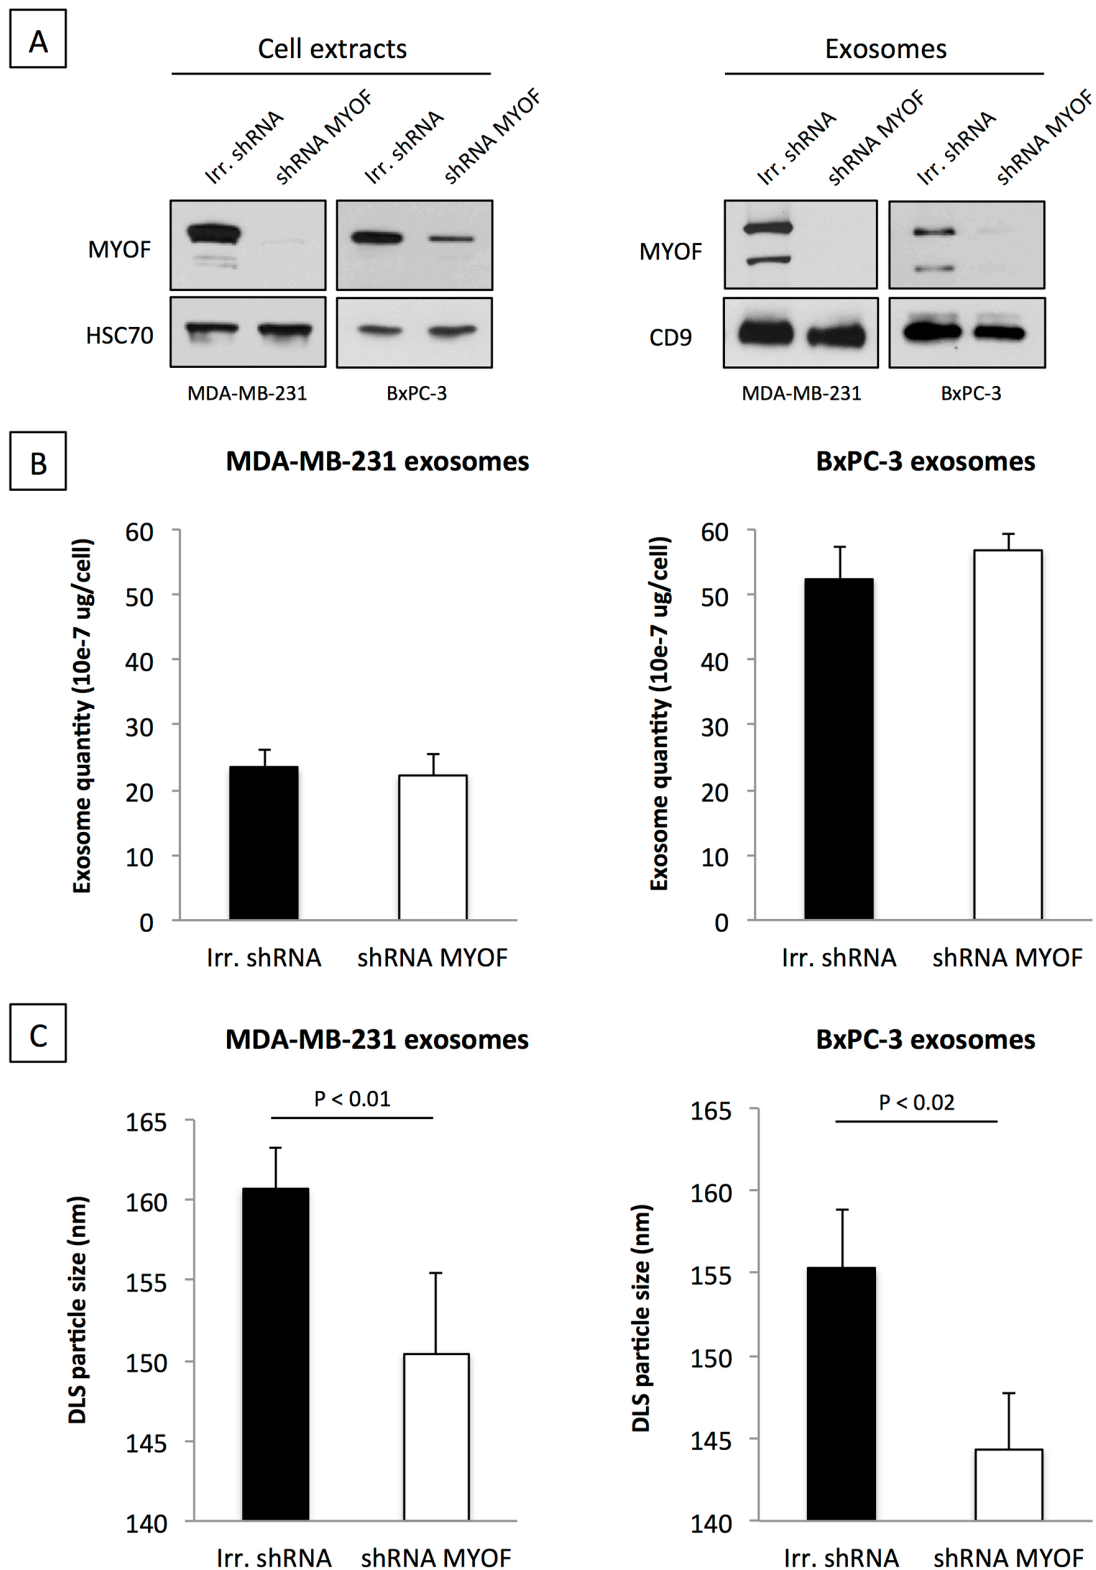 A
Cell extracts
Exosomes
Irr. shRNA
shRNA MYOF
Irr. shRNA
shRNA MYOF
Irr. shRNA
shRNA MYOF
Irr. shRNA
shRNA MYOF
MYOF
MYOF
HSC70
CD9
MDA-MB-231
BxPC-3
MDA-MB-231
BxPC-3
B
MDA-MB-231 exosomes
Exosome quantity (10e-7 ug/cell)
60
50
40
30
20
10
0
Irr. shRNA
shRNA MYOF
BxPC-3 exosomes
Exosome quantity (10e-7 ug/cell)
60
50
40
30
20
10
0
Irr. shRNA
shRNA MYOF
C
MDA-MB-231 exosomes
P < 0.01
DLS particle size (nm)
165
160
155
150
145
140
Irr. shRNA
shRNA MYOF
BxPC-3 exosomes
P < 0.02
DLS particle size (nm)
165
160
155
150
145
140
Irr. shRNA
shRNA MYOF